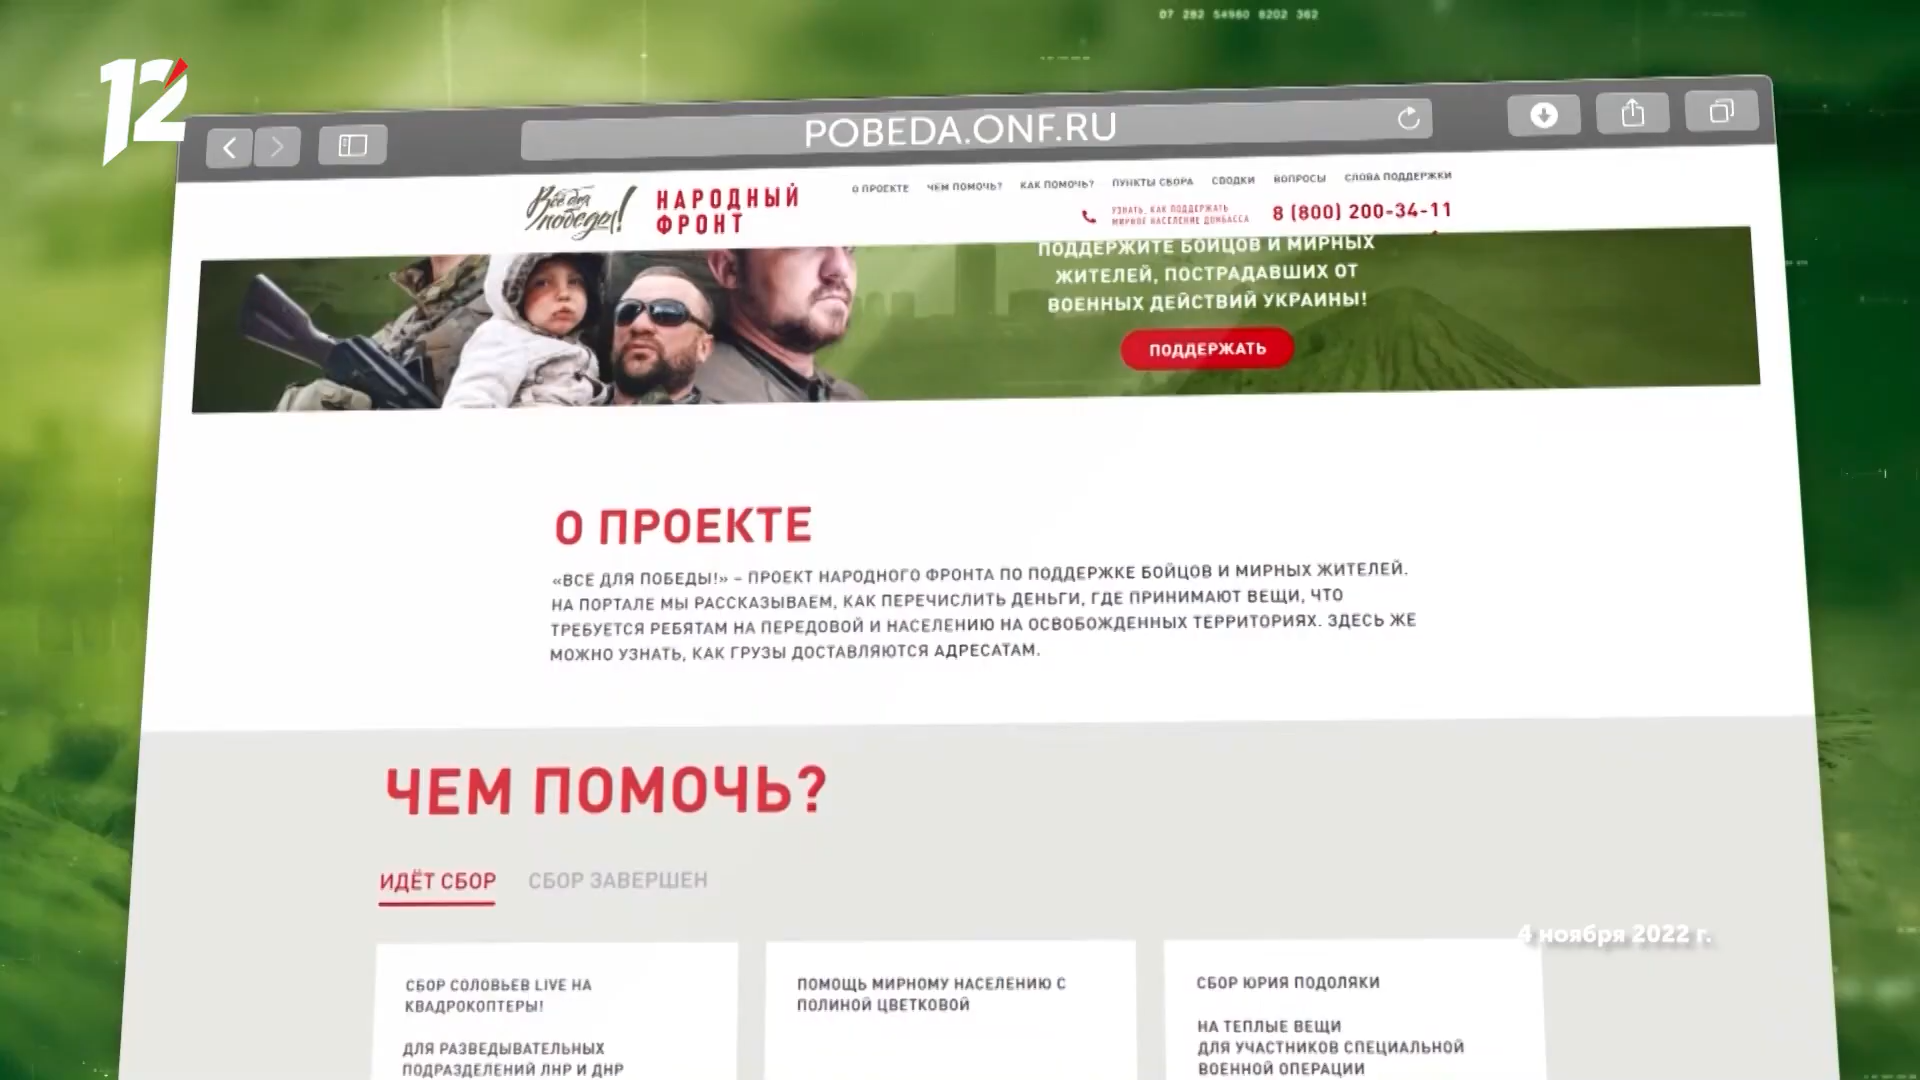 07 282 54980 8202 362
12
POBEDA.ONF.RU
Всё для
победы!
НАРОДНЫЙ
ФРОНТ
О ПРОЕКТЕ ЧЕМ ПОМОЧЬ? КАК ПОМОЧЬ? ПУНКТЫ СБОРА СВОДКИ ВОПРОСЫ СЛОВА ПОДДЕРЖКИ
УЗНАТЬ, КАК ПОДДЕРЖАТЬ
МИРНОЕ НАСЕЛЕНИЕ ДОНБАССА
8 (800) 200-34-11
ПОДДЕРЖИТЕ БОЙЦОВ И МИРНЫХ
ЖИТЕЛЕЙ, ПОСТРАДАВШИХ ОТ
ВОЕННЫХ ДЕЙСТВИЙ УКРАИНЫ!
ПОДДЕРЖАТЬ
О ПРОЕКТЕ
«ВСЕ ДЛЯ ПОБЕДЫ!» – ПРОЕКТ НАРОДНОГО ФРОНТА ПО ПОДДЕРЖКЕ БОЙЦОВ И МИРНЫХ ЖИТЕЛЕЙ.
НА ПОРТАЛЕ МЫ РАССКАЗЫВАЕМ, КАК ПЕРЕЧИСЛИТЬ ДЕНЬГИ, ГДЕ ПРИНИМАЮТ ВЕЩИ, ЧТО
ТРЕБУЕТСЯ РЕБЯТАМ НА ПЕРЕДОВОЙ И НАСЕЛЕНИЮ НА ОСВОБОЖДЕННЫХ ТЕРРИТОРИЯХ. ЗДЕСЬ ЖЕ
МОЖНО УЗНАТЬ, КАК ГРУЗЫ ДОСТАВЛЯЮТСЯ АДРЕСАТАМ.
ЧЕМ ПОМОЧЬ?
ИДЁТ СБОР СБОР ЗАВЕРШЕН
4 ноября 2022 г.
СБОР СОЛОВЬЕВ LIVE НА
КВАДРОКОПТЕРЫ!
ДЛЯ РАЗВЕДЫВАТЕЛЬНЫХ
ПОДРАЗДЕЛЕНИЙ ЛНР И ДНР
ПОМОЩЬ МИРНОМУ НАСЕЛЕНИЮ С
ПОЛИНОЙ ЦВЕТКОВОЙ
СБОР ЮРИЯ ПОДОЛЯКИ
НА ТЕПЛЫЕ ВЕЩИ
ДЛЯ УЧАСТНИКОВ СПЕЦИАЛЬНОЙ
ВОЕННОЙ ОПЕРАЦИИ